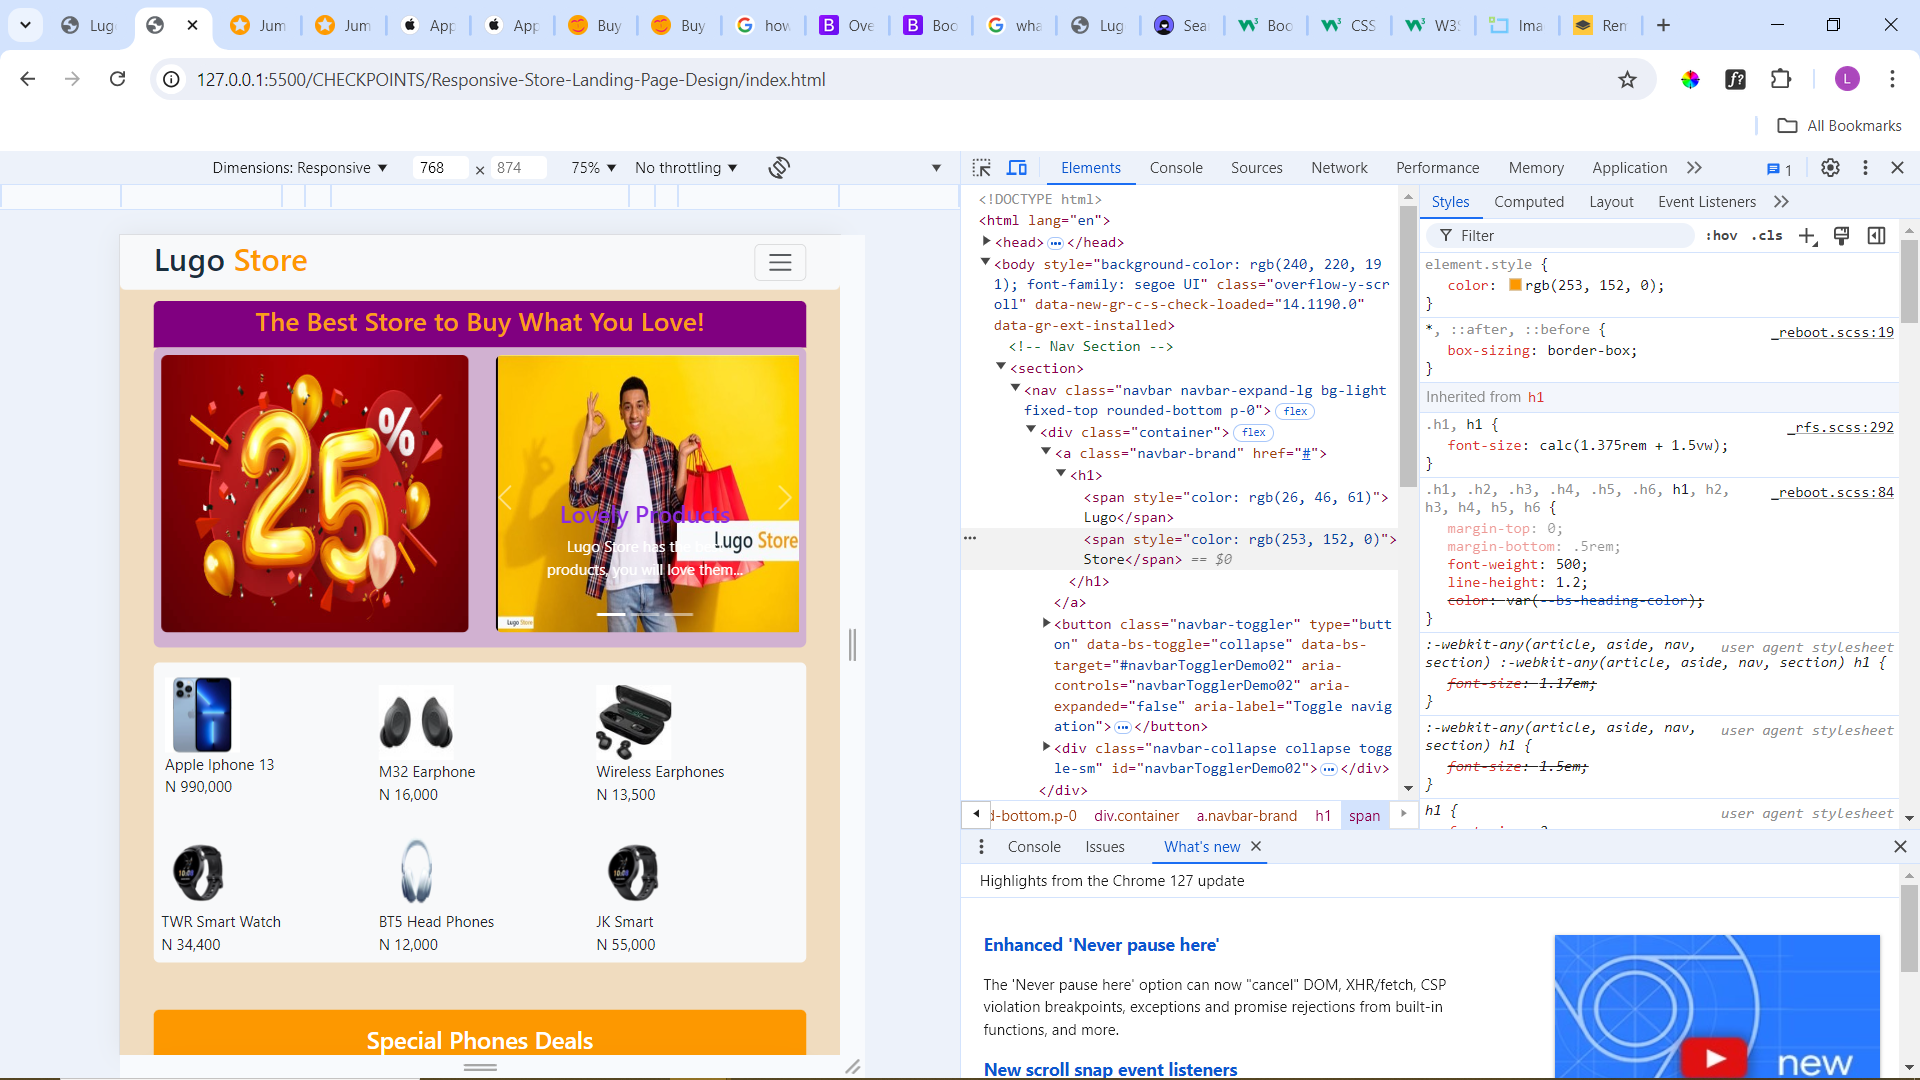 Lug
Jum
Jum
App
App
Buy
Buy
how
Ove
Boo
wha
Lug
Sea
Boo
CSS
W3S
Ima
Ren
127.0.0.1:5500/CHECKPOINTS/Responsive-Store-Landing-Page-Design/index.html
L
All Bookmarks
Dimensions: Responsive 768 × 874 75% No throttling
Elements Console Sources Network Performance Memory Application 1
Lugo Store
The Best Store to Buy What You Love!
25%
Lovely Products
Lugo Store has the best
products, you will love them...
Lugo Store
Lugo Store
Apple Iphone 13
N 990,000
M32 Earphone
N 16,000
Wireless Earphones
N 13,500
TWR Smart Watch
N 34,400
BT5 Head Phones
N 12,000
JK Smart
N 55,000
Special Phones Deals
<!DOCTYPE html>
<html lang="en">
<head> ••• </head>
<body style="background-color: rgb(240, 220, 19
1); font-family: segoe UI" class="overflow-y-scr
oll" data-new-gr-c-s-check-loaded="14.1190.0"
data-gr-ext-installed>
<!-- Nav Section -->
<section>
<nav class="navbar navbar-expand-lg bg-light
fixed-top rounded-bottom p-0"> flex
<div class="container"> flex
<a class="navbar-brand" href="#">
<h1>
<span style="color: rgb(26, 46, 61)">
Lugo</span>
<span style="color: rgb(253, 152, 0)">
Store</span> == $0
</h1>
</a>
<button class="navbar-toggler" type="butt
on" data-bs-toggle="collapse" data-bs-
target="#navbarTogglerDemo02" aria-
controls="navbarTogglerDemo02" aria-
expanded="false" aria-label="Toggle navig
ation"> ••• </button>
<div class="navbar-collapse collapse togg
le-sm" id="navbarTogglerDemo02"> ••• </div>
</div>
d-bottom.p-0 div.container a.navbar-brand h1 span
Styles Computed Layout Event Listeners
Filter :hov .cls
element.style {
color: rgb(253, 152, 0);
}
*, ::after, ::before { _reboot.scss:19
box-sizing: border-box;
}
Inherited from h1
.h1, h1 { _rfs.scss:292
font-size: calc(1.375rem + 1.5vw);
}
.h1, .h2, .h3, .h4, .h5, .h6, h1, h2, _reboot.scss:84
h3, h4, h5, h6 {
margin-top: 0;
margin-bottom: .5rem;
font-weight: 500;
line-height: 1.2;
color: var(--bs-heading-color);
}
:-webkit-any(article, aside, nav, user agent stylesheet
section) :-webkit-any(article, aside, nav, section) h1 {
font-size: 1.17em;
}
:-webkit-any(article, aside, nav, user agent stylesheet
section) h1 {
font-size: 1.5em;
}
h1 { user agent stylesheet
Console Issues What's new
Highlights from the Chrome 127 update
Enhanced 'Never pause here'
The 'Never pause here' option can now "cancel" DOM, XHR/fetch, CSP
violation breakpoints, exceptions and promise rejections from built-in
functions, and more.
New scroll snap event listeners
new